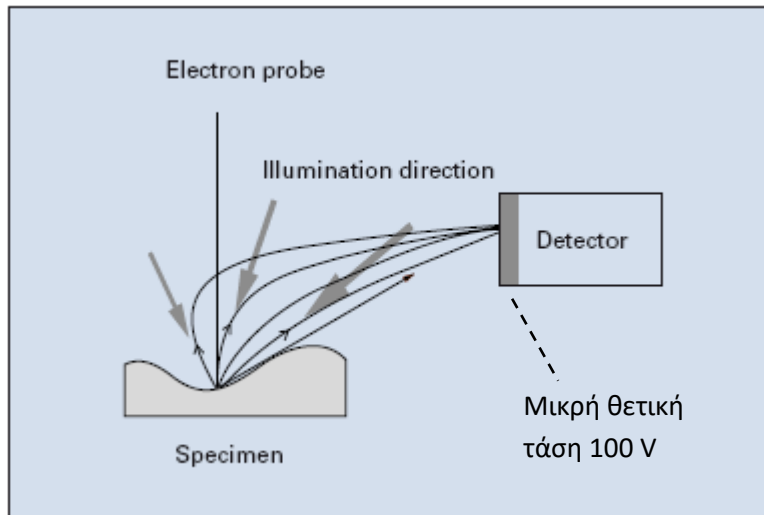 Electron probe
Illumination direction
Detector
Μικρή θετική
τάση 100 V
Specimen